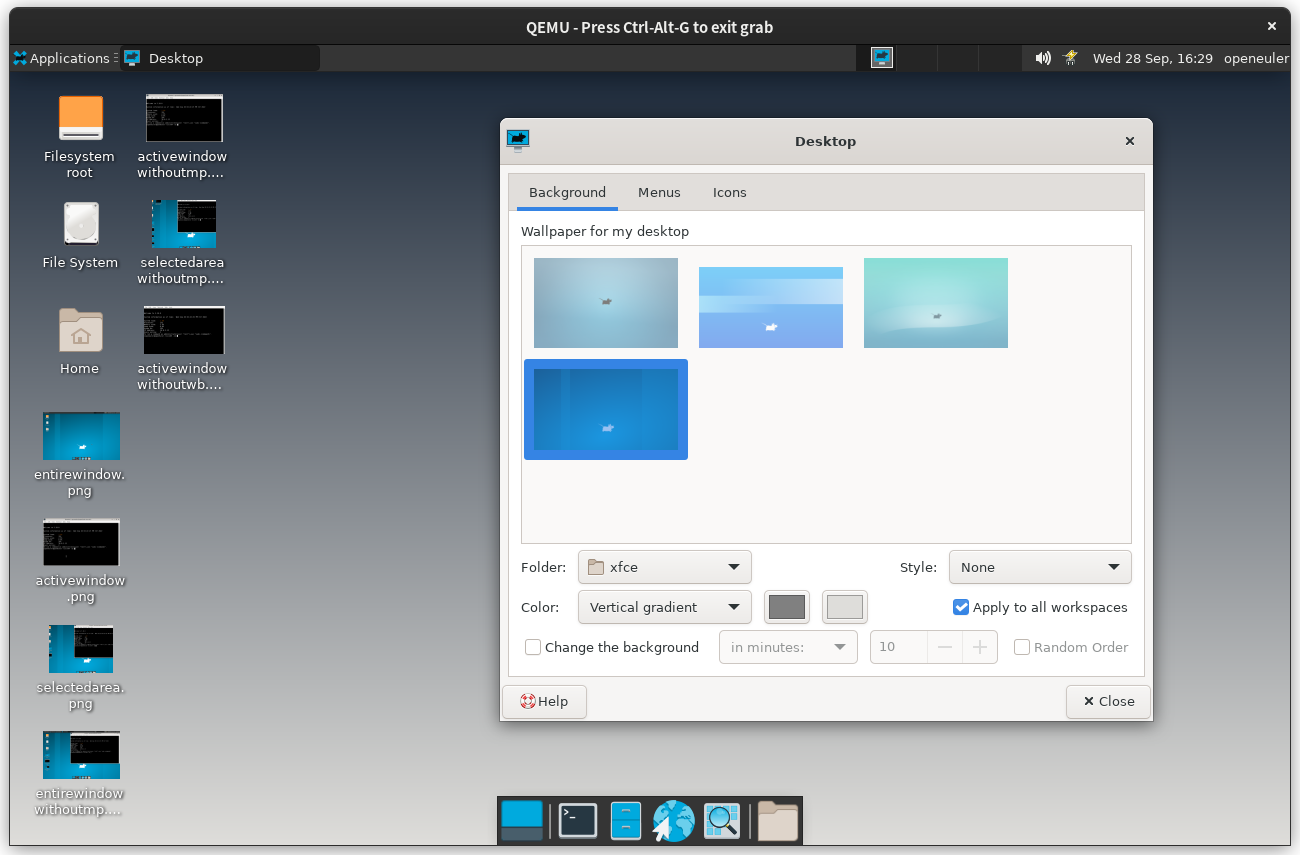 QEMU - Press Ctrl-Alt-G to exit grab
Applications
Desktop
Wed 28 Sep, 16:29
openeuler
Filesystem
root
activewindow
withoutmp....
File System
selectedarea
withoutmp....
Home
activewindow
withoutwb....
entirewindow.
png
activewindow
.png
selectedarea.
png
entirewindow
withoutmp....
Desktop
Background
Menus
Icons
Wallpaper for my desktop
Folder:
xfce
Style:
None
Color:
Vertical gradient
Apply to all workspaces
Change the background
in minutes:
10
Random Order
Help
Close